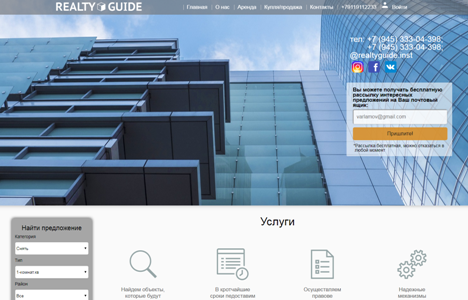 REALTY GUIDE
| Главная | О нас | Аренда | Купля/продажа | Контакты | +79119112233 Войти
тел: +7 (945) 333-04-398;
+7 (945) 333-04-398;
@realtyguide.inst
Вы можете получать бесплатную
рассылку интересных
предложений на Ваш почтовый
ящик:
varlamov@gmail.com
Пришлите!
*Рассылка бесплатная, можно отказаться в
любой момент
Найти предложение
Категория
Снять
Тип
1-комнатная
Район
Все
Услуги
Найдем объекты,
которые будут
В кротчайшие
сроки предоставим
Осуществляем
правовое
Надежные
механизмы